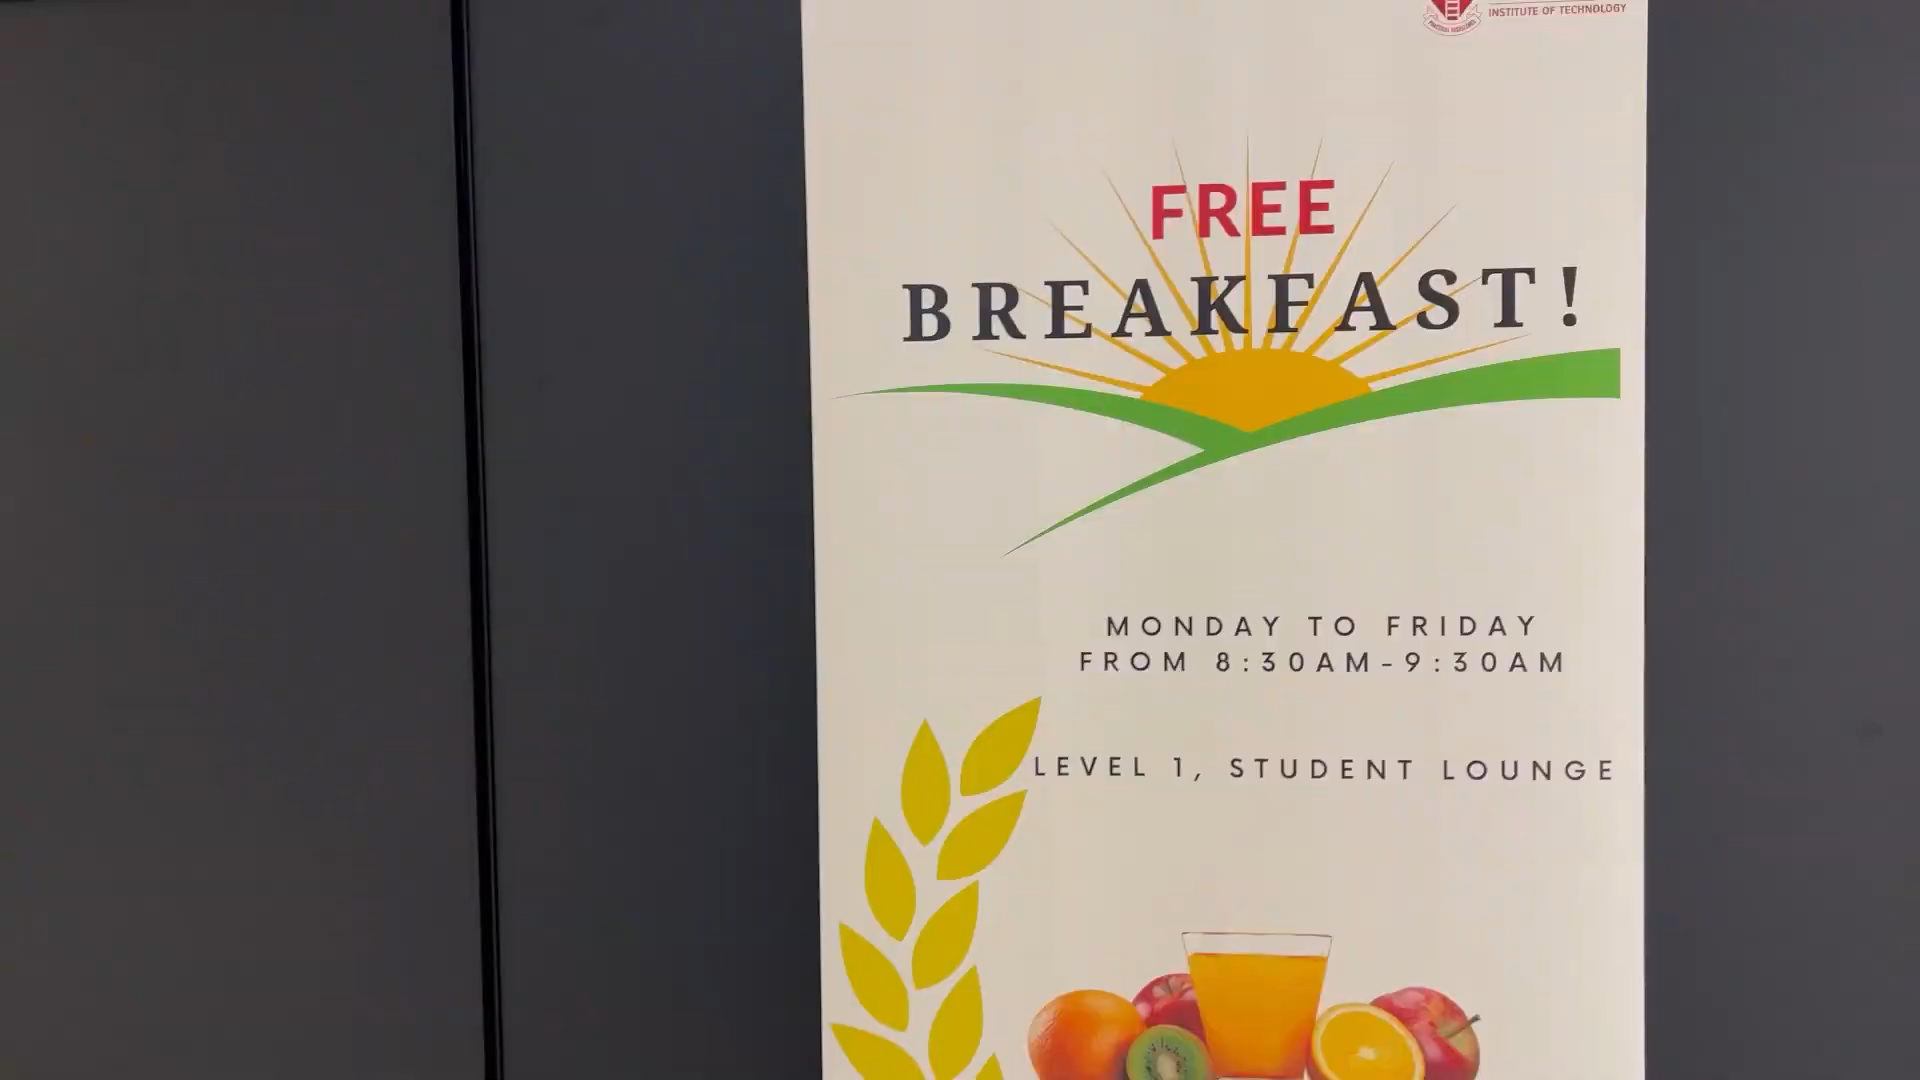 INSTITUTE OF TECHNOLOGY
FREE
BREAKFAST!
MONDAY TO FRIDAY
FROM 8:30AM-9:30AM
LEVEL 1, STUDENT LOUNGE